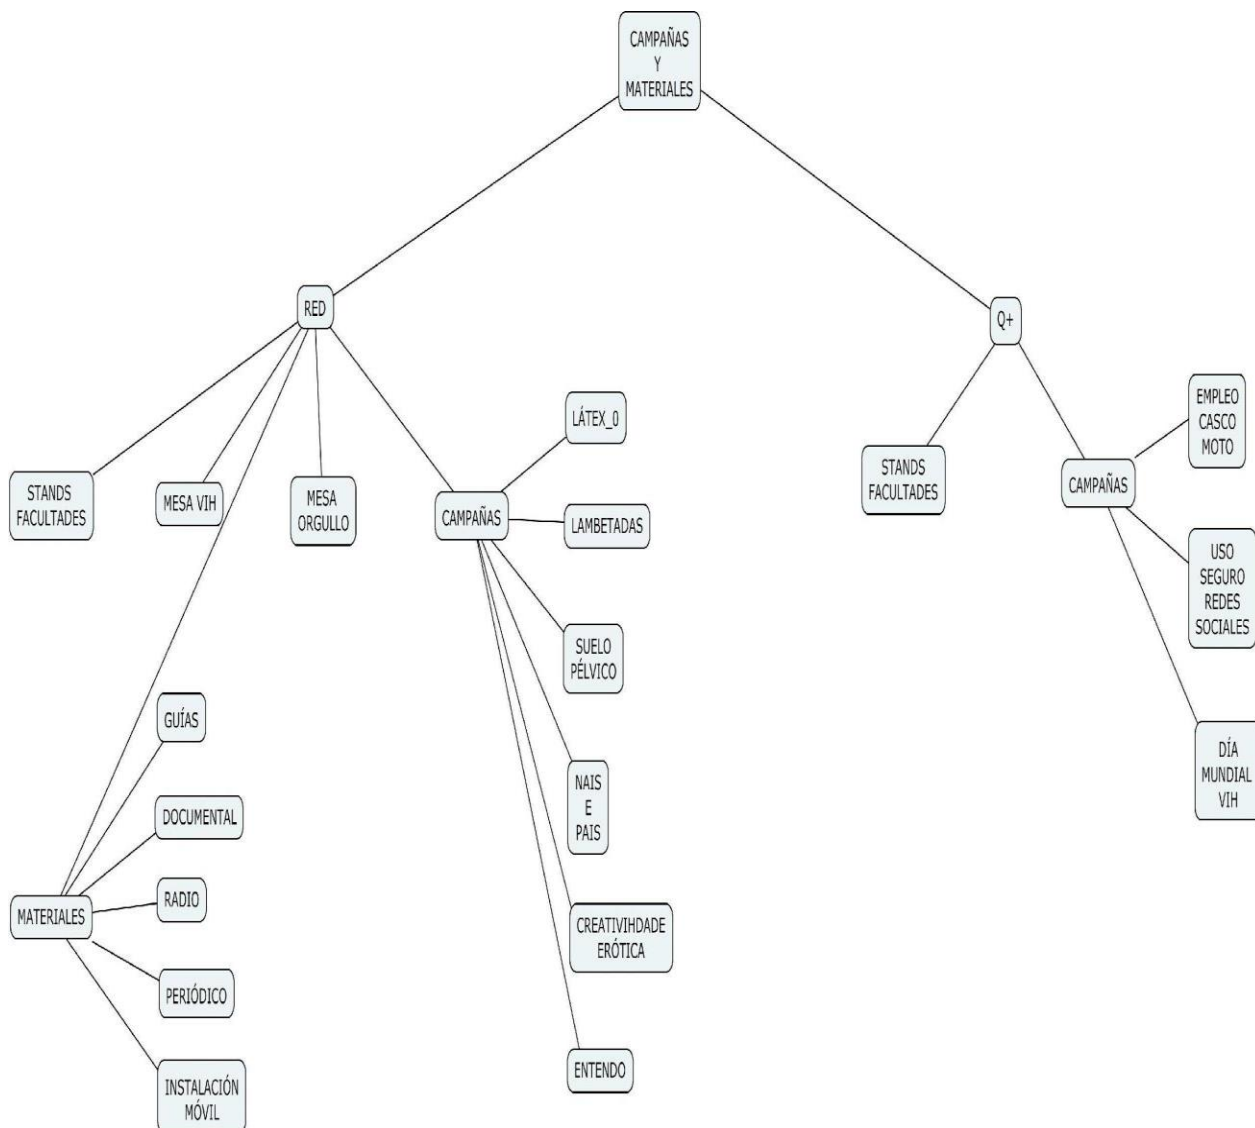 CAMPAÑAS
Y
MATERIALES
RED
Q+
STANDS
FACULTADES
MESA VIH
MESA
ORGULLO
CAMPAÑAS
LÁTEX_0
LAMBETADAS
SUELO
PÉLVICO
NAIS
E
PAIS
CREATIVIHDADE
ERÓTICA
ENTENDO
MATERIALES
GUÍAS
DOCUMENTAL
RADIO
PERIÓDICO
INSTALACIÓN
MÓVIL
STANDS
FACULTADES
CAMPAÑAS
EMPLEO
CASCO
MOTO
USO
SEGURO
REDES
SOCIALES
DÍA
MUNDIAL
VIH